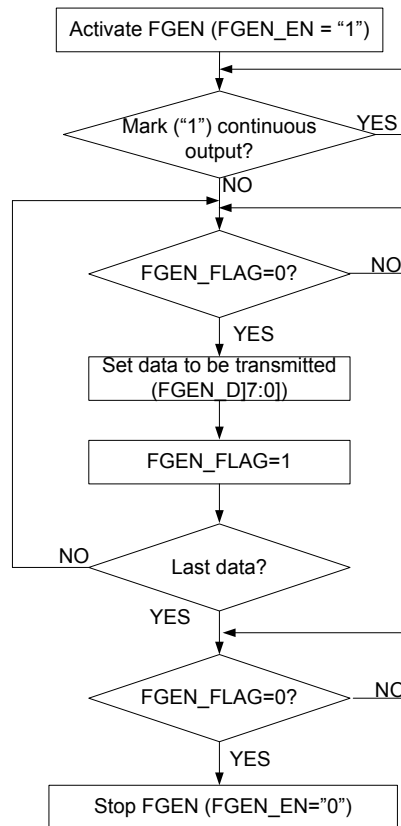 Activate FGEN (FGEN_EN = “1”)
Mark (“1”) continuous
output?
YES
NO
FGEN_FLAG=0?
NO
YES
Set data to be transmitted
(FGEN_D]7:0])
FGEN_FLAG=1
NO
Last data?
YES
FGEN_FLAG=0?
NO
YES
Stop FGEN (FGEN_EN=”0”)